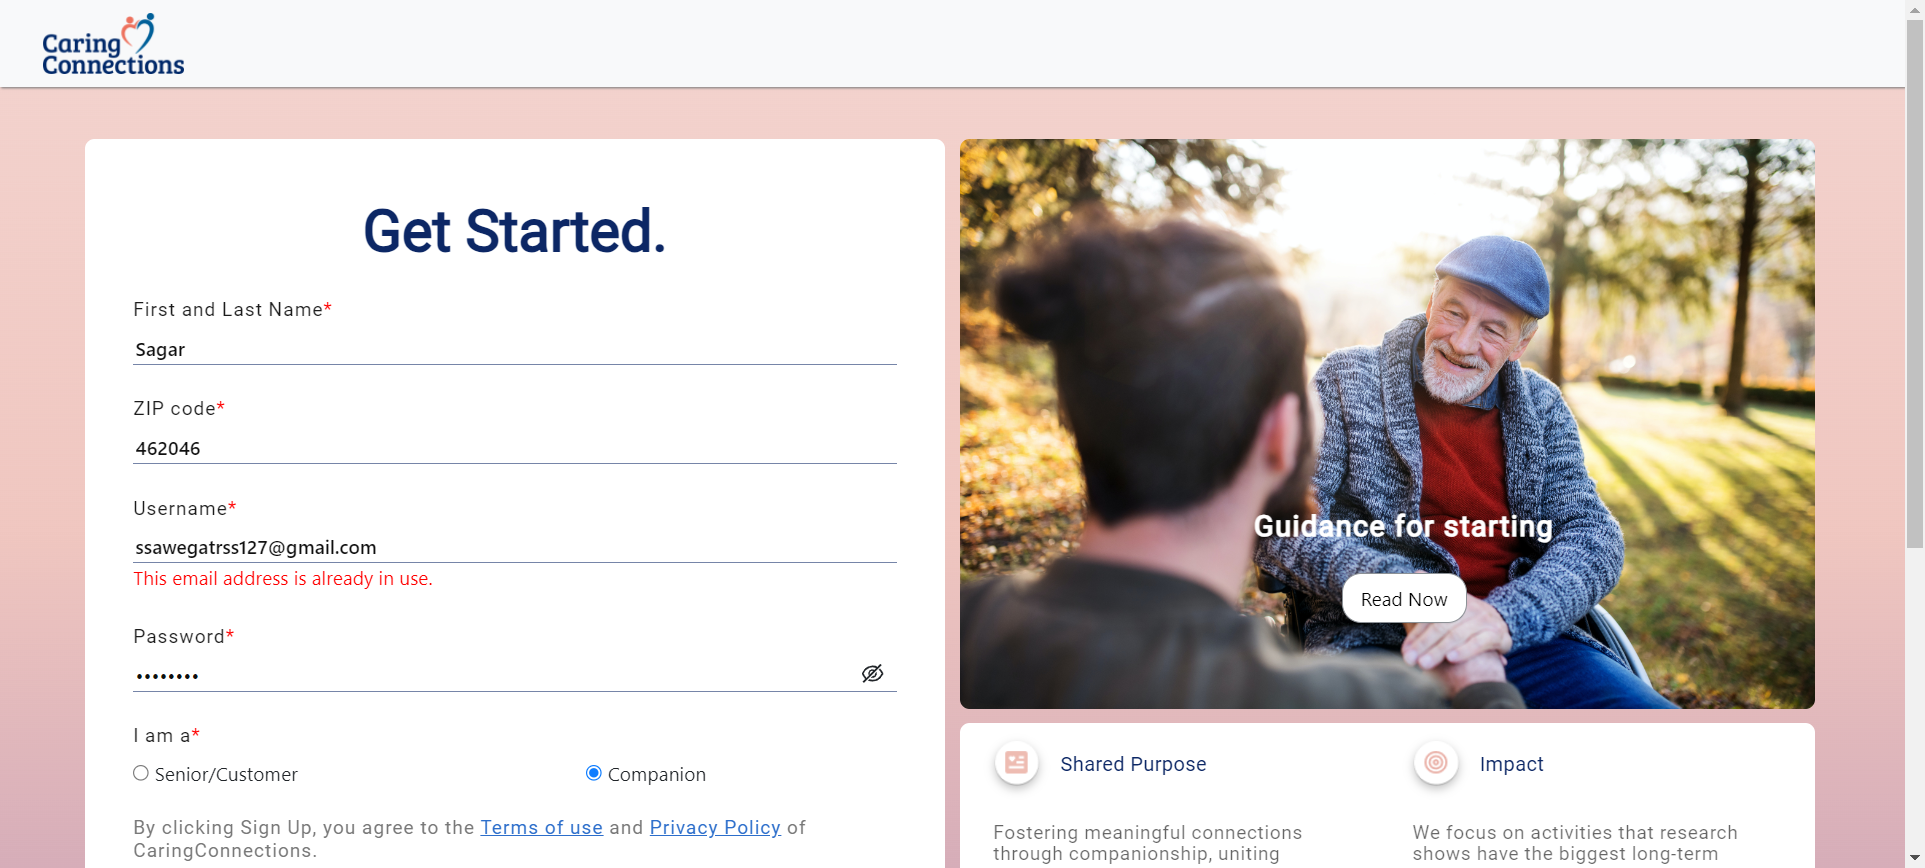 Caring
Connections
Get Started.
First and Last Name*
Sagar
ZIP code*
462046
Username*
ssawegatrss127@gmail.com
This email address is already in use.
Password*
••••••••
I am a*
Senior/Customer
Companion
By clicking Sign Up, you agree to the Terms of use and Privacy Policy of
CaringConnections.
Guidance for starting
Read Now
Shared Purpose
Fostering meaningful connections
through companionship, uniting
Impact
We focus on activities that research
shows have the biggest long-term